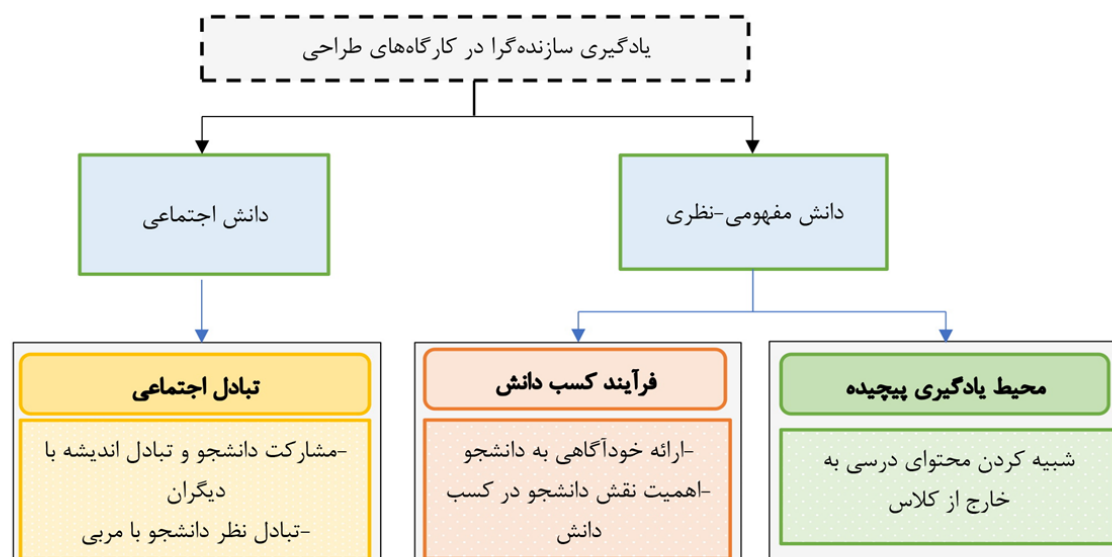 یادگیری سازنده‌گرا در کارگاه‌های طراحی
دانش مفهومی-نظری
دانش اجتماعی
محیط یادگیری پیچیده
شبیه کردن محتوای درسی به
خارج از کلاس
فرآیند کسب دانش
-ارائه خودآگاهی به دانشجو
-اهمیت نقش دانشجو در کسب
دانش
تبادل اجتماعی
-مشارکت دانشجو و تبادل اندیشه با
دیگران
-تبادل نظر دانشجو با مربی